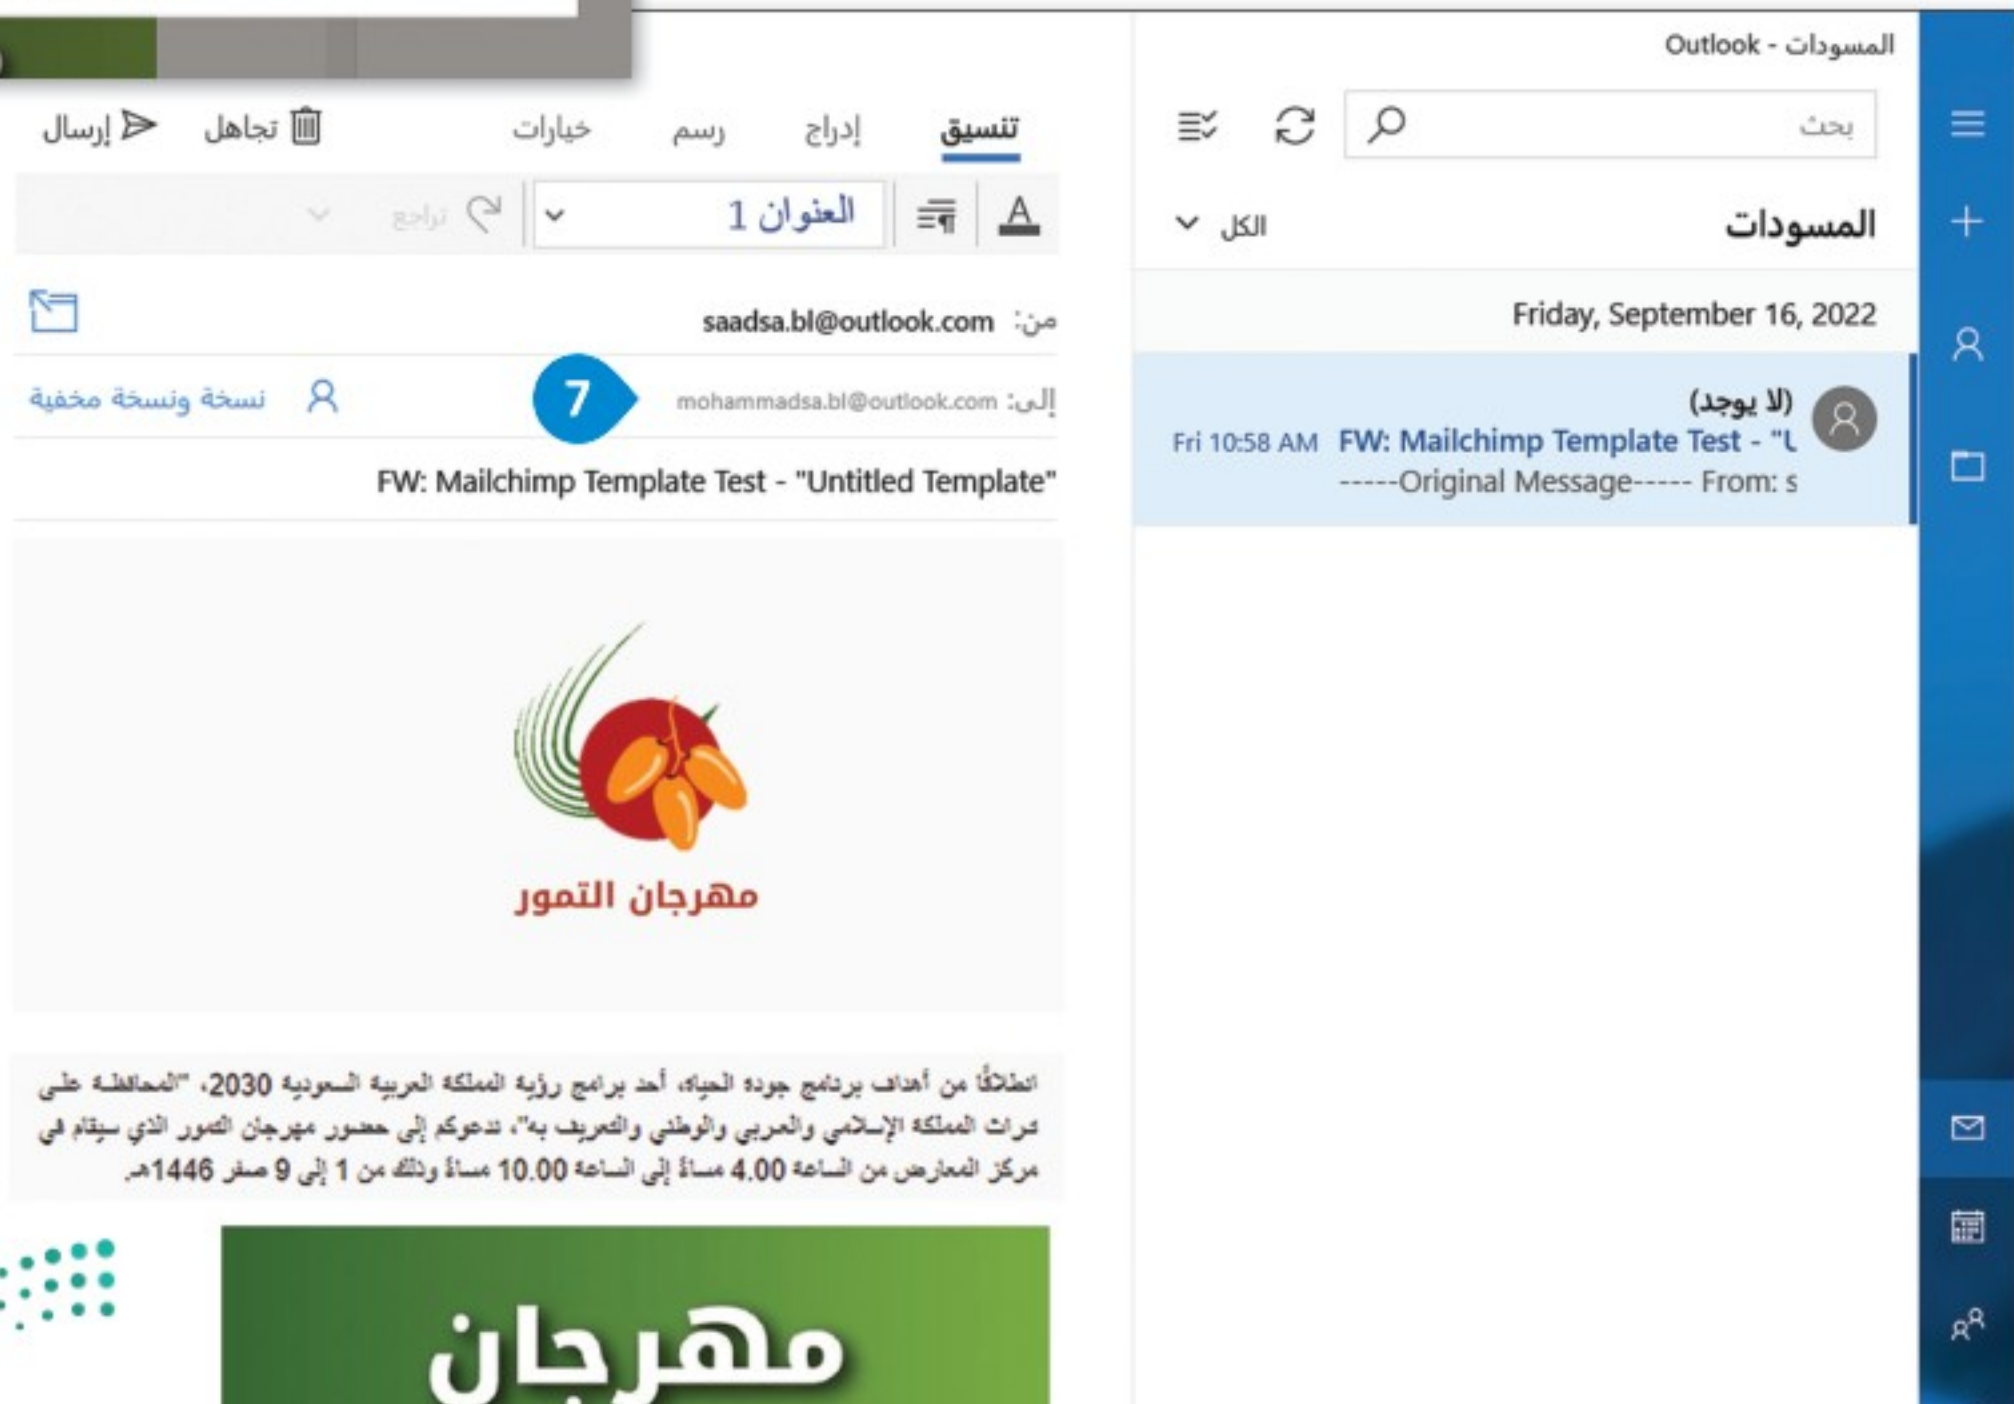 المسودات - Outlook
بحث
المسودات
الكل
Friday, September 16, 2022
(لا يوجد)
FW: Mailchimp Template Test - "U
Fri 10:58 AM
-----Original Message----- From: s
تنسيق
إدراج
رسم
خيارات
تجاهل
إرسال
العنوان 1
تراجع
من: saadsa.bl@outlook.com
إلى: mohammadsa.bl@outlook.com
7
نسخة ونسخة مخفية
FW: Mailchimp Template Test - "Untitled Template"
مهرجان التمور
انطلاقًا من أهداف برنامج جودة الحياة، أحد برامج رؤية المملكة العربية السعودية 2030، "المحافظة على
تراث المملكة الإسلامي والعربي والوطني والتعريف به"، ندعوكم إلى حضور مهرجان التمور الذي سيقام في
مركز المعارض من الساعة 4.00 مساءً إلى الساعة 10.00 مساءً وذلك من 1 إلى 9 صفر 1446هـ.
مهرجان